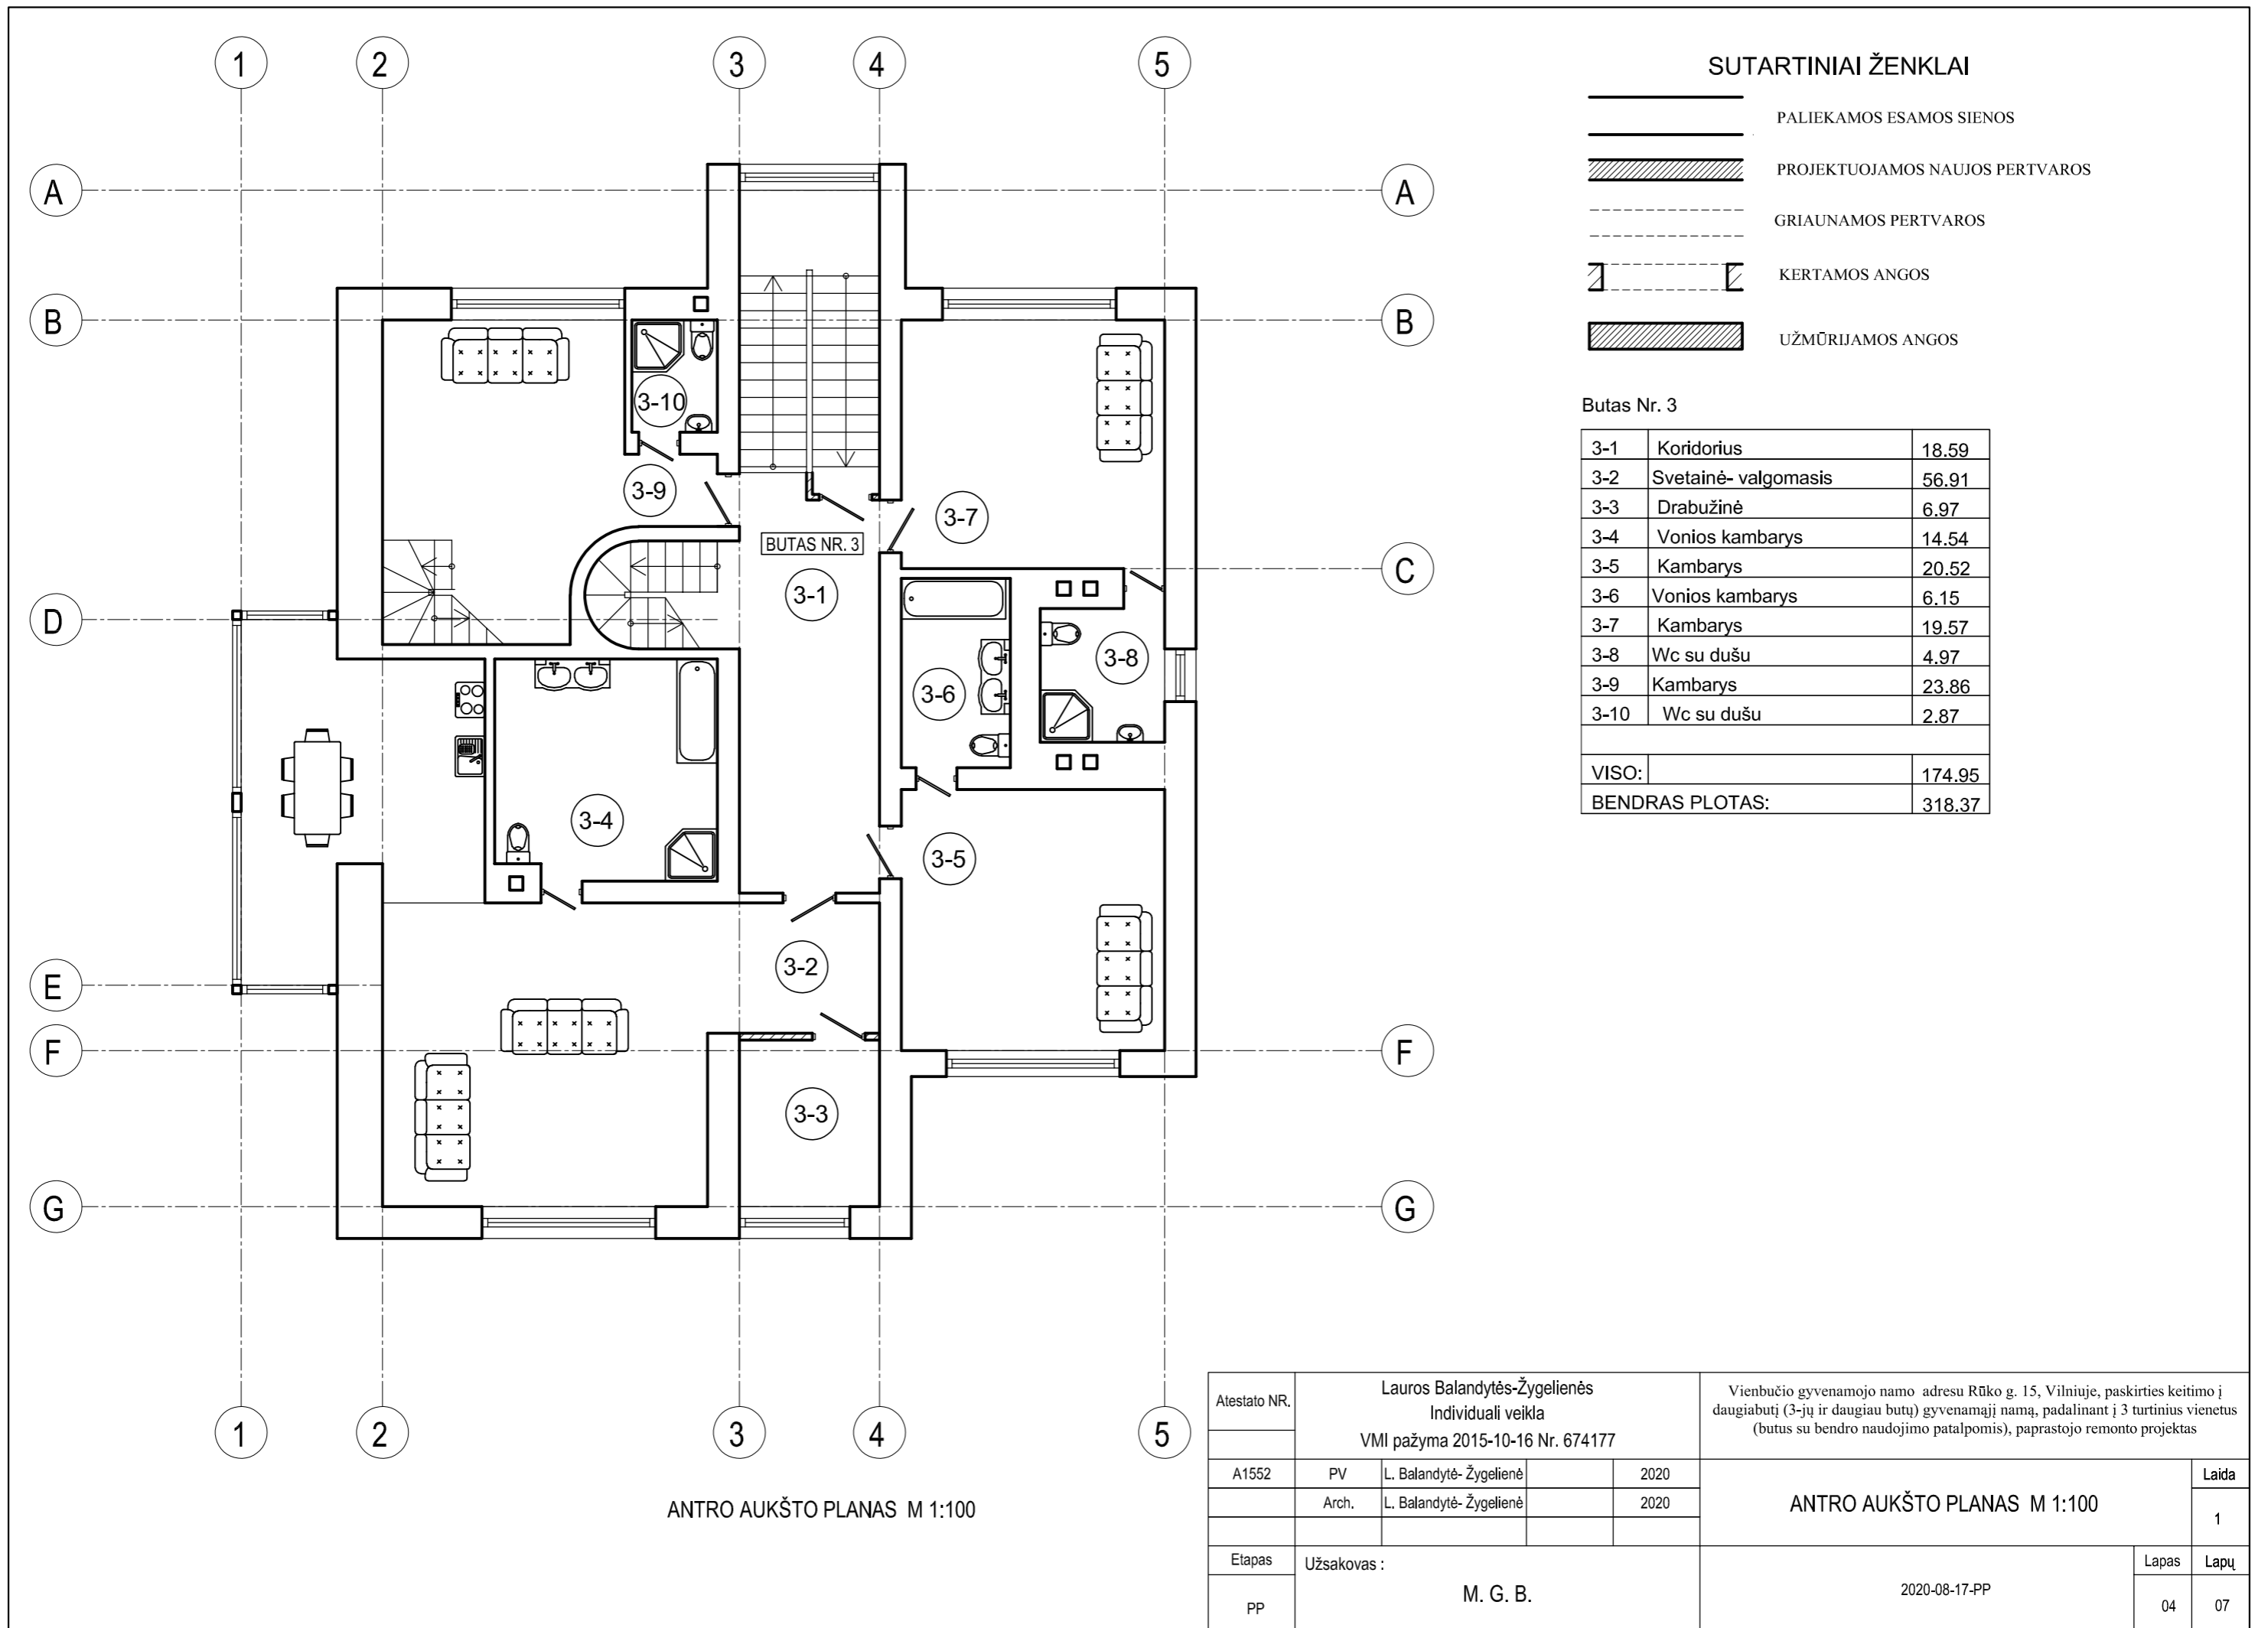 1 2 3 4 5
A A
B B
C
D
E
F F
G G
1 2 3 4 5
3-10
3-9
3-7
BUTAS NR. 3
3-1
3-8
3-6
3-4
3-5
3-2
3-3
ANTRO AUKŠTO PLANAS M 1:100
SUTARTINIAI ŽENKLAI
PALIEKAMOS ESAMOS SIENOS
PROJEKTUOJAMOS NAUJOS PERTVAROS
GRIAUNAMOS PERTVAROS
KERTAMOS ANGOS
UŽMŪRIJAMOS ANGOS
Butas Nr. 3
3-1 Koridorius 18.59
3-2 Svetainė- valgomasis 56.91
3-3 Drabužinė 6.97
3-4 Vonios kambarys 14.54
3-5 Kambarys 20.52
3-6 Vonios kambarys 6.15
3-7 Kambarys 19.57
3-8 Wc su dušu 4.97
3-9 Kambarys 23.86
3-10 Wc su dušu 2.87
VISO: 174.95
BENDRAS PLOTAS: 318.37
Atestato NR.
Lauros Balandytės-Žygelienės
Individuali veikla
VMI pažyma 2015-10-16 Nr. 674177
Vienbučio gyvenamojo namo adresu Rūko g. 15, Vilniuje, paskirties keitimo į
daugiabutį (3-jų ir daugiau butų) gyvenamąjį namą, padalinant į 3 turtinius vienetus
(butus su bendro naudojimo patalpomis), paprastojo remonto projektas
A1552 PV L. Balandytė- Žygelienė 2020
Arch. L. Balandytė- Žygelienė 2020
ANTRO AUKŠTO PLANAS M 1:100
Laida
1
Etapas
PP
Užsakovas :
M. G. B.
2020-08-17-PP
Lapas Lapų
04 07